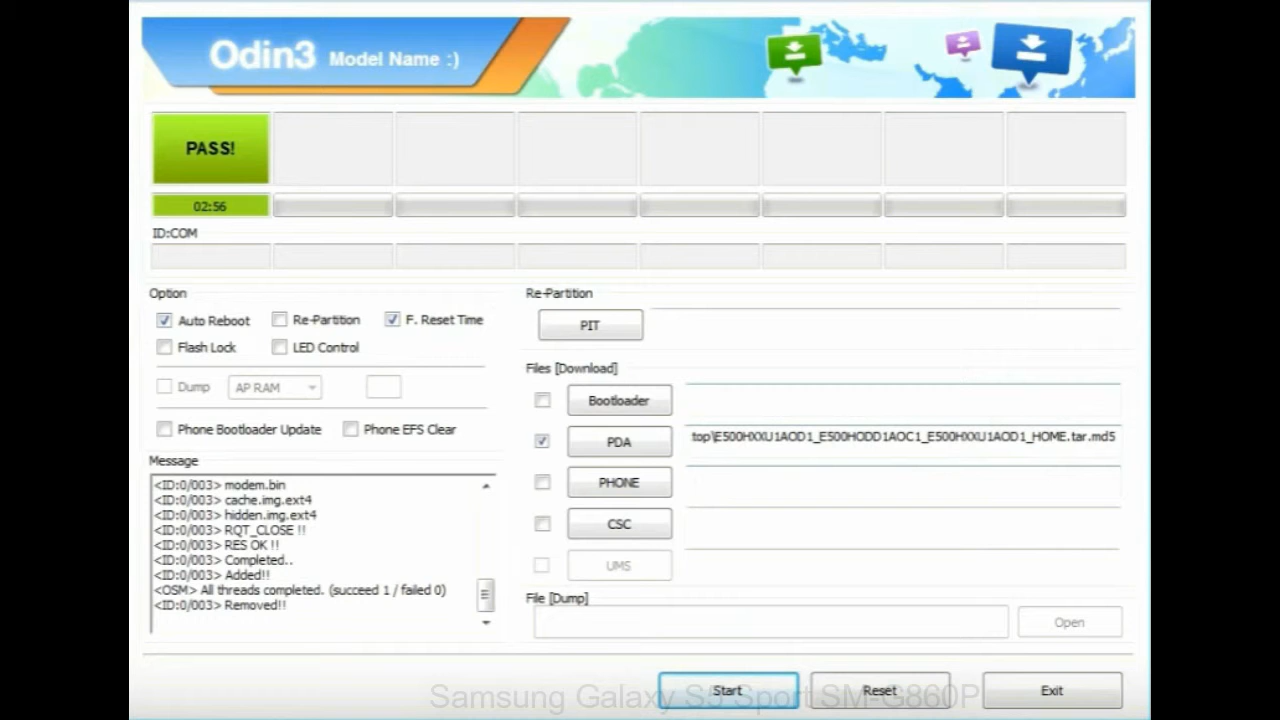 Odin3 Model Name :)
PASS!
02:56
ID:COM
Option
Auto Reboot Re-Partition F. Reset Time
Flash Lock LED Control
Dump AP RAM
Phone Bootloader Update Phone EFS Clear
Message
<ID:0/003> modem.bin
<ID:0/003> cache.img.ext4
<ID:0/003> hidden.img.ext4
<ID:0/003> RQT_CLOSE !!
<ID:0/003> RES OK !!
<ID:0/003> Completed..
<ID:0/003> Added!!
<OSM> All threads completed. (succeed 1 / failed 0)
<ID:0/003> Removed!!
Re-Partition
PIT
Files [Download]
Bootloader
PDA top\E500HXXU1AOD1_E500HODD1AOC1_E500HXXU1AOD1_HOME.tar.md5
PHONE
CSC
UMS
File [Dump]
Open
Start Reset Exit
Samsung Galaxy S5 Sport SM-G860P